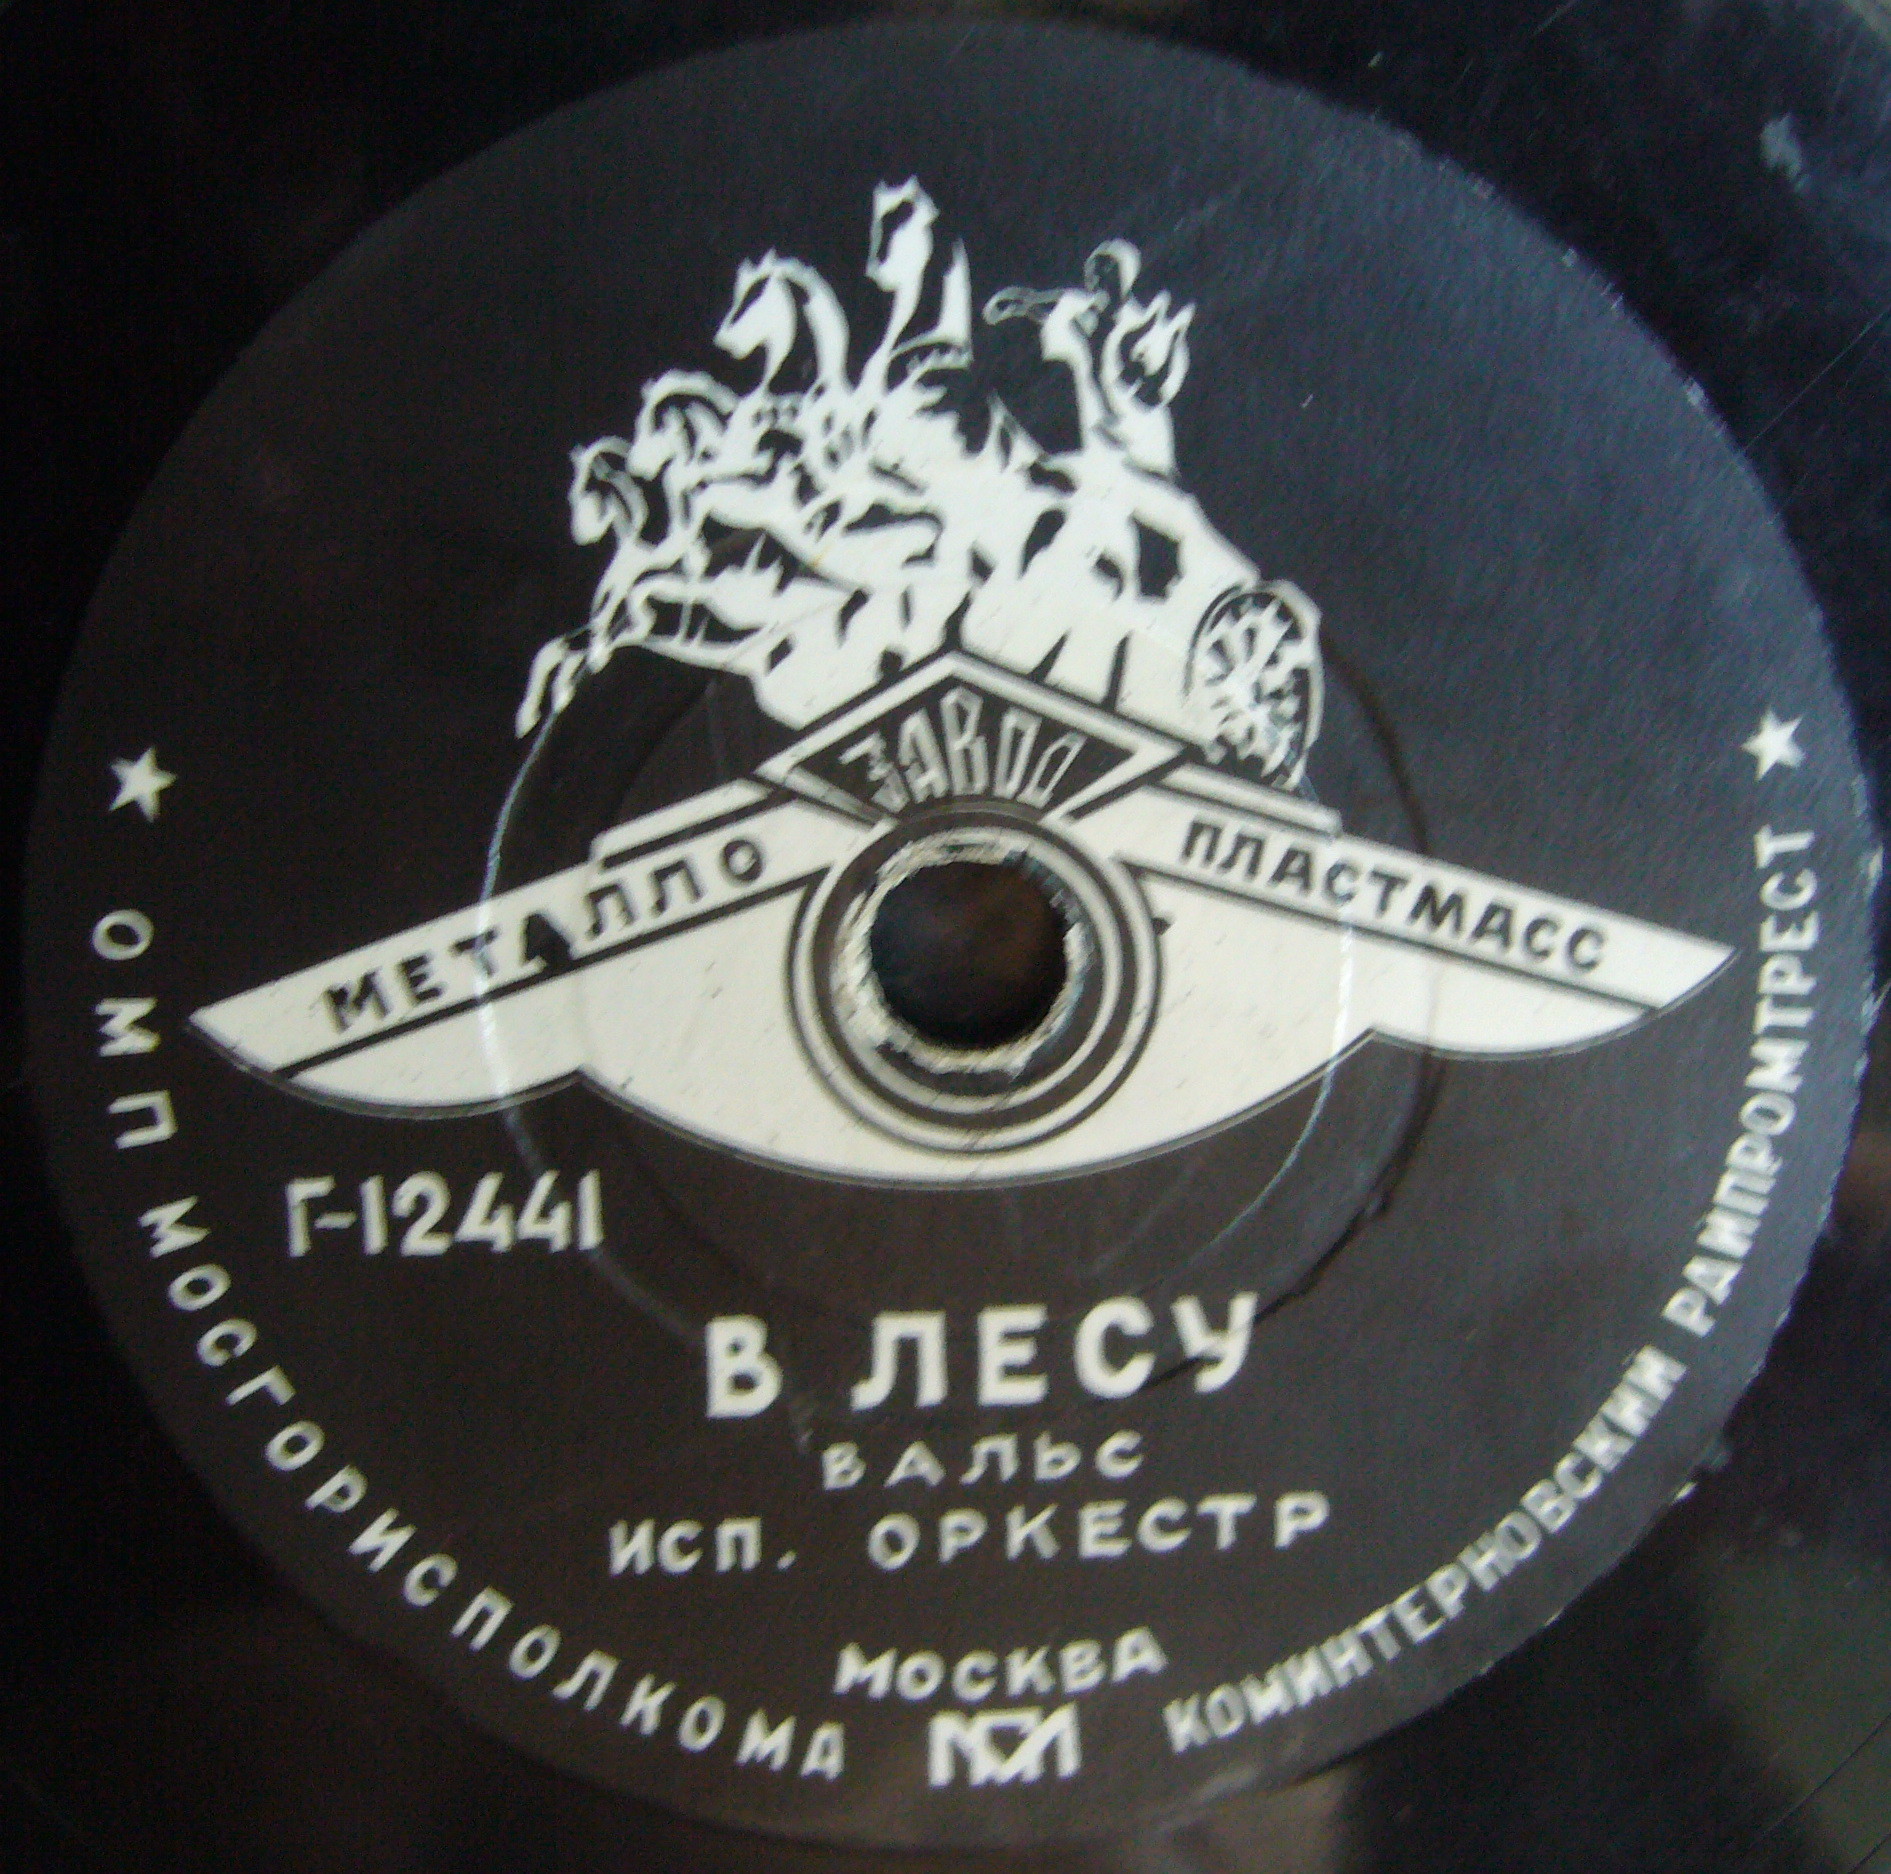 ЗАВОД
МЕТАЛЛО
ПЛАСТМАСС
Г-12441
В ЛЕСУ
ВАЛЬС
ИСП. ОРКЕСТР
МОСКВА
ОМП МОСГОРИСПОЛКОМА
КОМИНТЕРНОВСКИЙ РАЙПРОМТРЕСТ